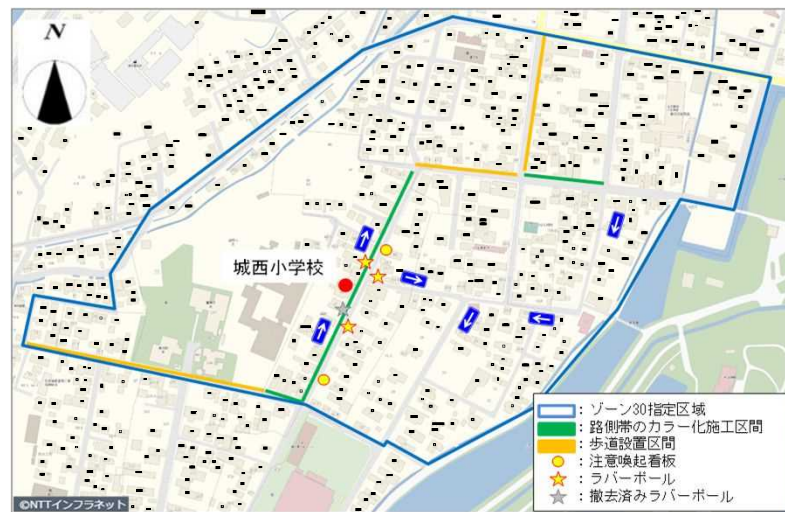 N
城西小学校
：ゾーン30指定区域
：路側帯のカラー化施工区間
：歩道設置区間
：注意喚起看板
：ラバーポール
：撤去済みラバーポール
©NTTインフラネット